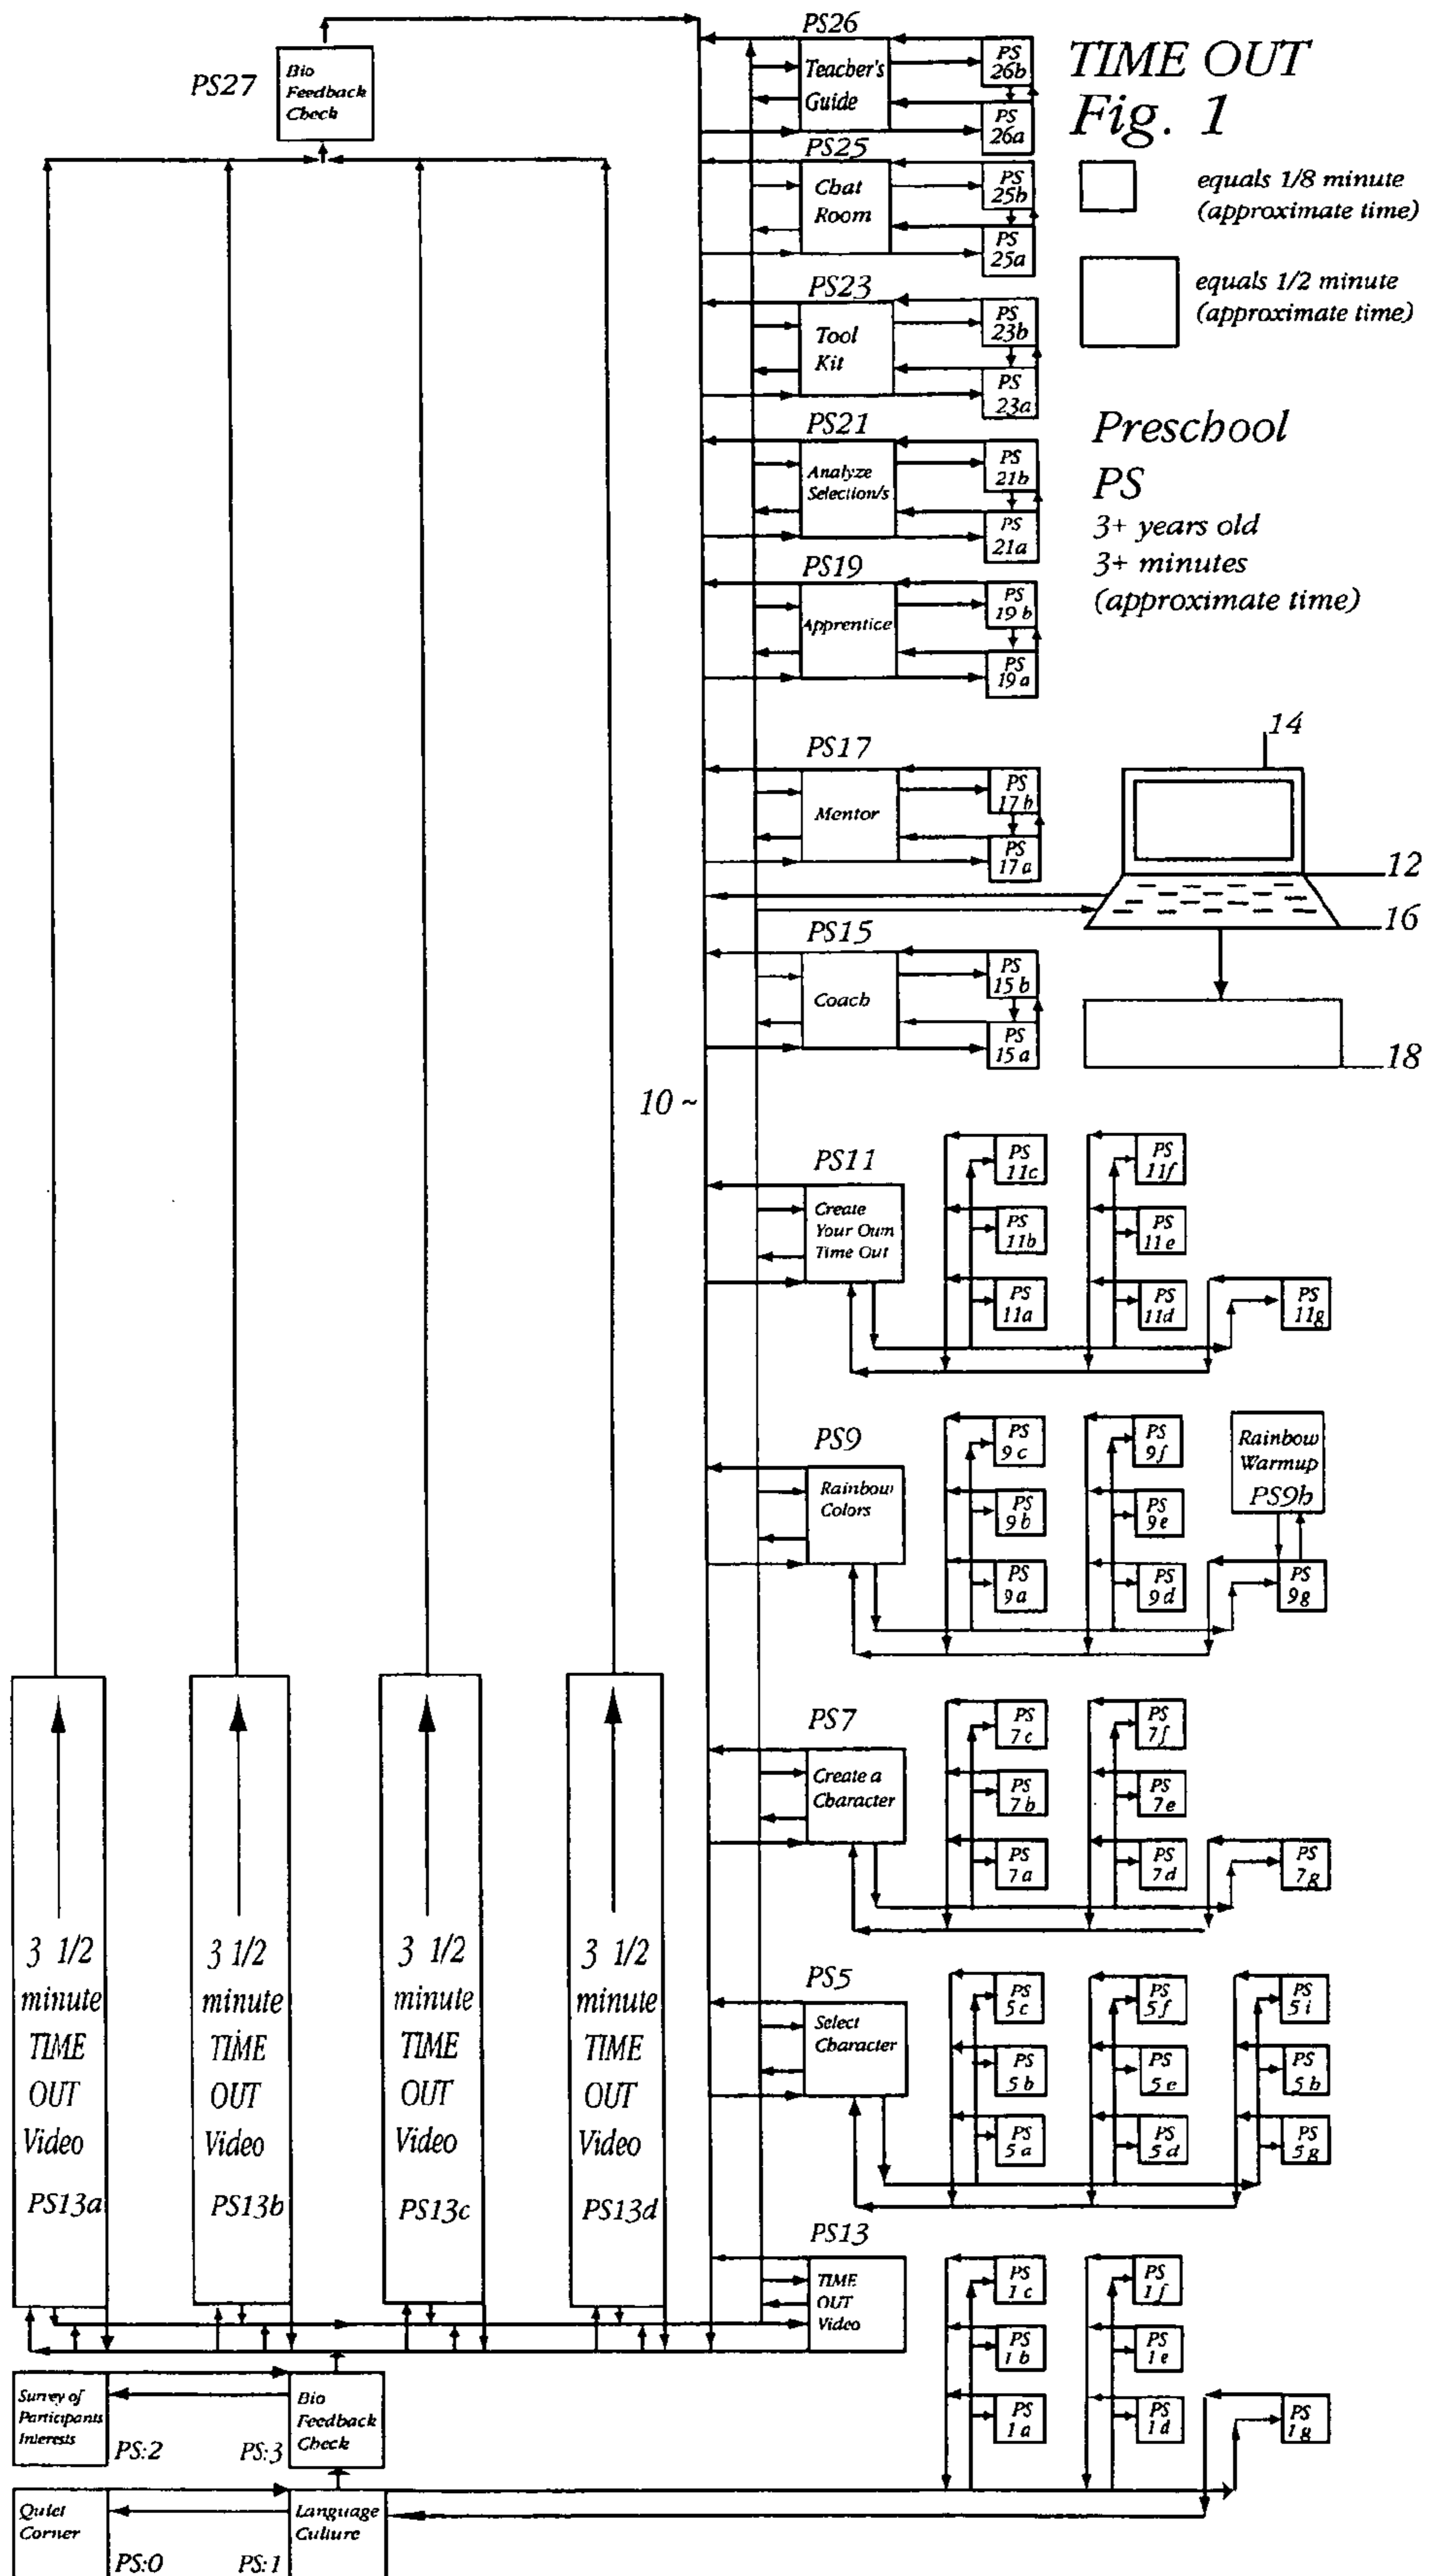 TIME OUT
Fig. 1
equals 1/8 minute
(approximate time)
equals 1/2 minute
(approximate time)
Preschool
PS
3+ years old
3+ minutes
(approximate time)
PS27
Bio
Feedback
Check
PS26
Teacher's
Guide
PS
26b
PS
26a
PS25
Chat
Room
PS
25b
PS
25a
PS23
Tool
Kit
PS
23b
PS
23a
PS21
Analyze
Selection/s
PS
21b
PS
21a
PS19
Apprentice
PS
19 b
PS
19 a
PS17
Mentor
PS
17 b
PS
17 a
14
12
16
18
PS15
Coach
PS
15 b
PS
15 a
10 ~
PS11
Create
Your Own
Time Out
PS
11c
PS
11f
PS
11b
PS
11e
PS
11a
PS
11d
PS
11g
PS9
Rainbow
Colors
PS
9 c
PS
9 f
PS
9 b
PS
9 e
PS
9 a
PS
9 d
Rainbow
Warmup
PS9h
PS
9g
PS7
Create a
Character
PS
7 c
PS
7 f
PS
7 b
PS
7 e
PS
7 a
PS
7 d
PS
7 g
PS5
Select
Character
PS
5 c
PS
5 f
PS
5 i
PS
5 b
PS
5 e
PS
5 h
PS
5 a
PS
5 d
PS
5 g
3 1/2
minute
TIME
OUT
Video
PS13a
3 1/2
minute
TIME
OUT
Video
PS13b
3 1/2
minute
TIME
OUT
Video
PS13c
3 1/2
minute
TIME
OUT
Video
PS13d
PS13
TIME
OUT
Video
PS
1 c
PS
1 f
PS
1 b
PS
1 e
PS
1 a
PS
1 d
PS
1 g
Survey of
Participants
Interests
PS:2
PS:3
Bio
Feedback
Check
Quiet
Corner
PS:0
PS:1
Language
Culture